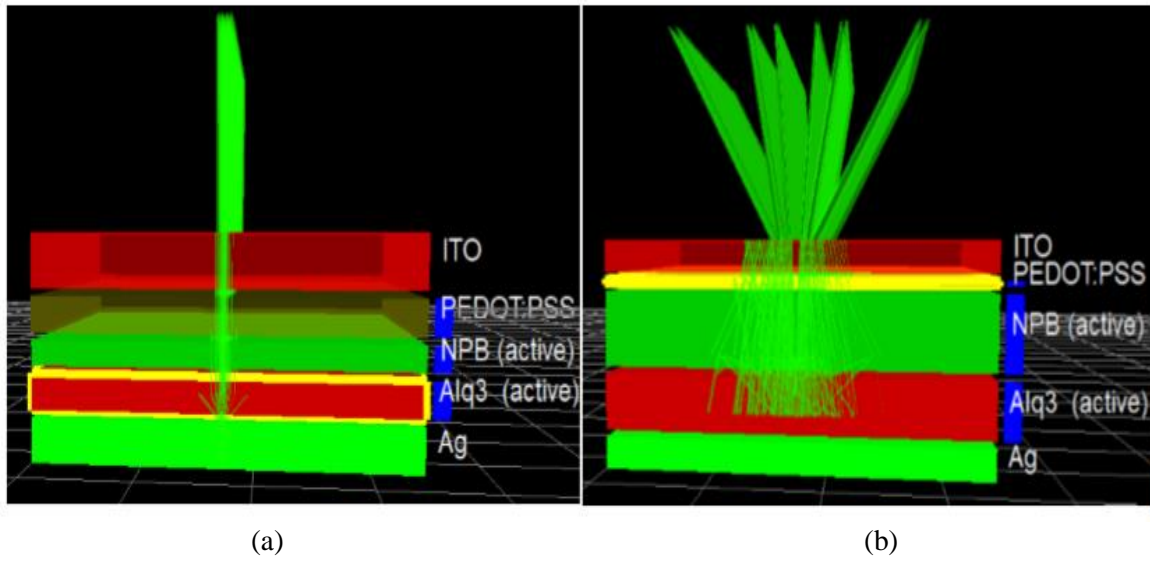 ITO
PEDOT:PSS
NPB (active)
Alq3 (active)
Ag
ITO
PEDOT:PSS
NPB (active)
Alq3 (active)
Ag
(a)
(b)